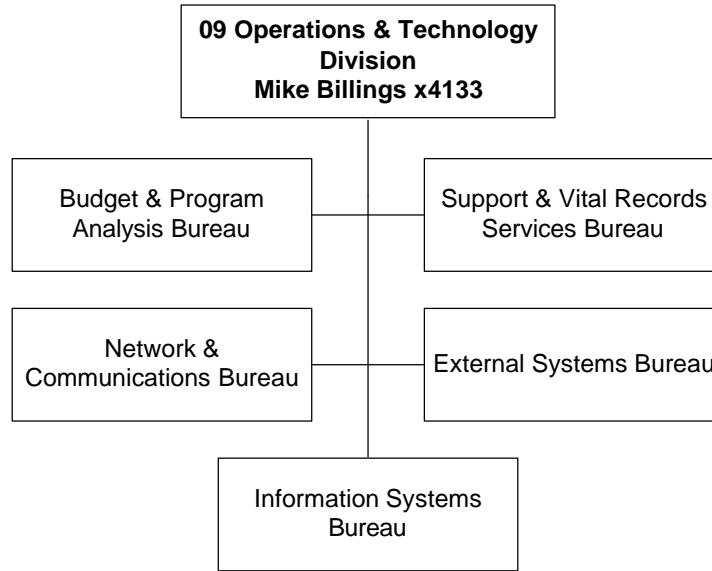 09 Operations & Technology
Division
Mike Billings x4133
Budget & Program
Analysis Bureau
Support & Vital Records
Services Bureau
Network &
Communications Bureau
External Systems Bureau
Information Systems
Bureau